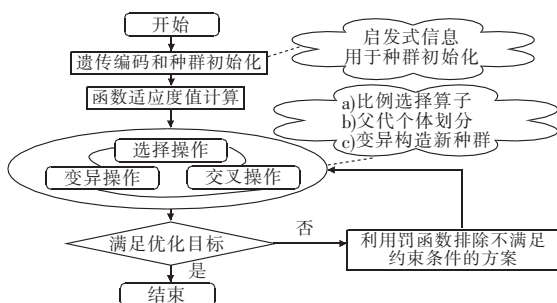 开始
遗传编码和种群初始化
启发式信息
用于种群初始化
函数适应度值计算
a)比例选择算子
b)父代个体划分
c)变异构造新种群
选择操作
变异操作
交叉操作
满足优化目标
否
利用罚函数排除不满足
约束条件的方案
是
结束